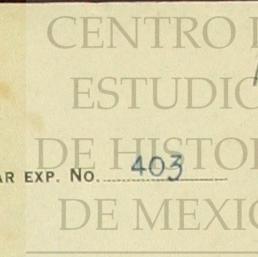 CENTRO
ESTUDIO
DE HISTO
AR EXP. No. 403
DE MEXIC